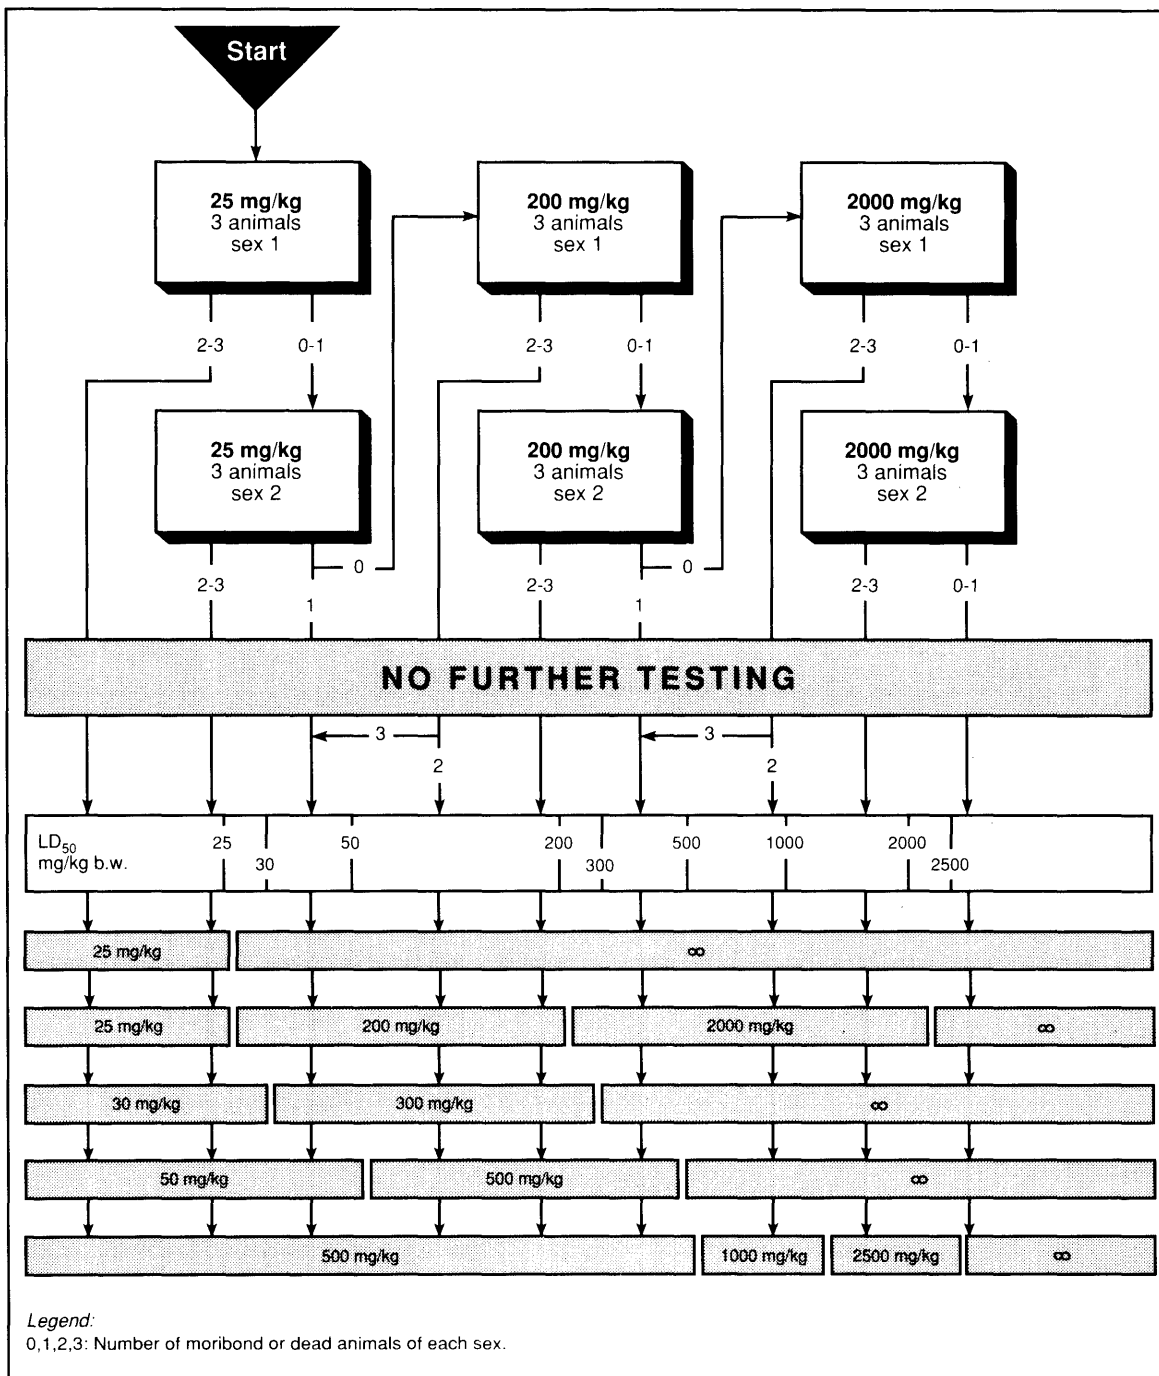 Start
25 mg/kg
3 animals
sex 1
200 mg/kg
3 animals
sex 1
2000 mg/kg
3 animals
sex 1
2-3 0-1 2-3 0-1 2-3 0-1
25 mg/kg
3 animals
sex 2
200 mg/kg
3 animals
sex 2
2000 mg/kg
3 animals
sex 2
0 0
2-3 1 2-3 1 2-3 0-1
NO FURTHER TESTING
3 3
2 2
LD50
mg/kg b.w.
25 50 200 500 1000 2000
30 300 2500
25 mg/kg ∞
25 mg/kg 200 mg/kg 2000 mg/kg ∞
30 mg/kg 300 mg/kg ∞
50 mg/kg 500 mg/kg ∞
500 mg/kg 1000 mg/kg 2500 mg/kg ∞
Legend:
0,1,2,3: Number of moribond or dead animals of each sex.